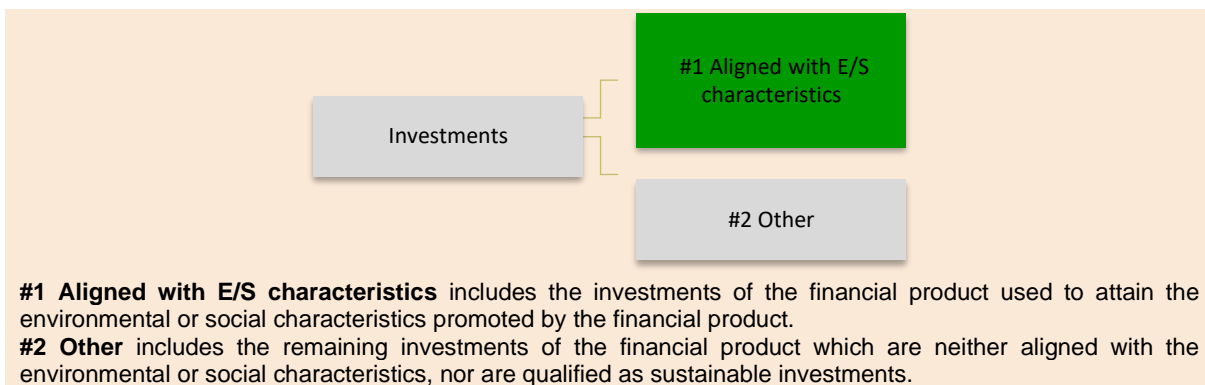 #1 Aligned with E/S
characteristics
Investments
#2 Other
#1 Aligned with E/S characteristics includes the investments of the financial product used to attain the
environmental or social characteristics promoted by the financial product.
#2 Other includes the remaining investments of the financial product which are neither aligned with the
environmental or social characteristics, nor are qualified as sustainable investments.